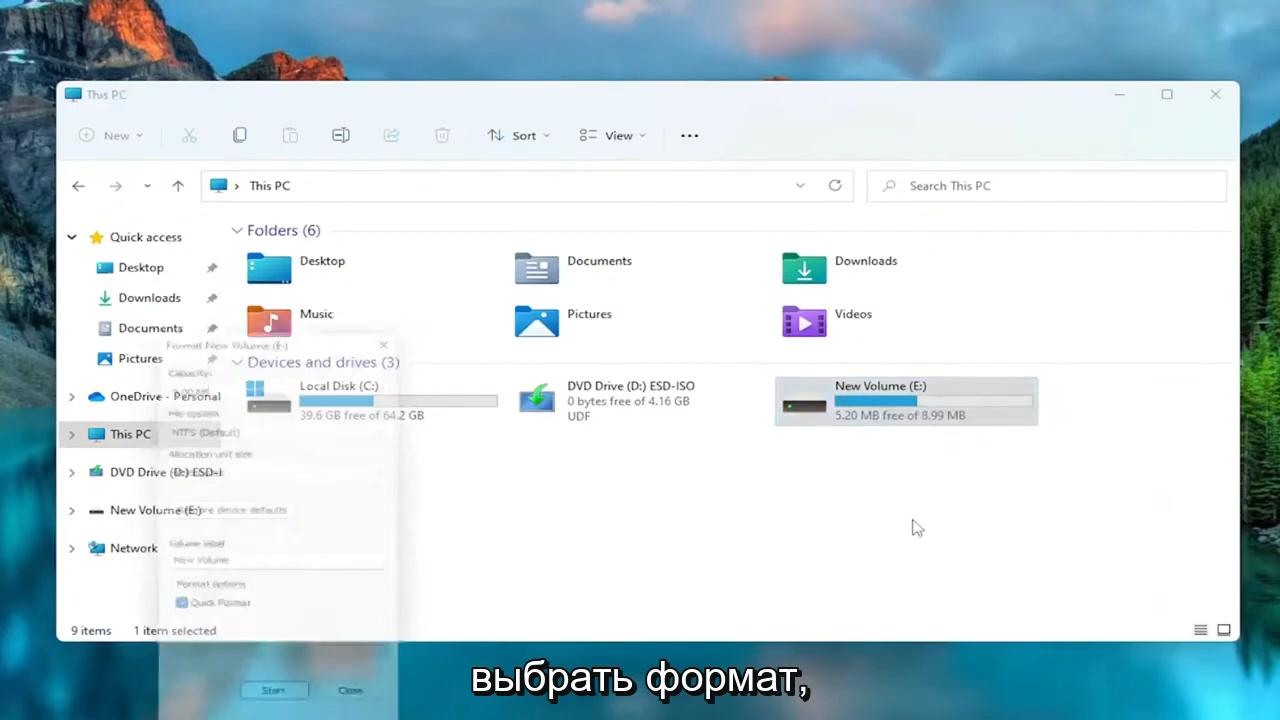 This PC
New
Sort
View
This PC
Search This PC
Quick access
Desktop
Downloads
Documents
Pictures
OneDrive - Personal
This PC
DVD Drive (D:) ESD-I
New Volume (E:)
Network
Folders (6)
Desktop
Documents
Downloads
Music
Pictures
Videos
Devices and drives (3)
Local Disk (C:)
39.6 GB free of 64.2 GB
DVD Drive (D:) ESD-ISO
0 bytes free of 4.16 GB
UDF
New Volume (E:)
5.20 MB free of 8.99 MB
Format New Volume (E:)
Capacity:
File system
NTFS (Default)
Allocation unit size
Restore device defaults
Volume label
New Volume
Format options
Quick Format
Start
Close
9 items
1 item selected
выбрать формат,